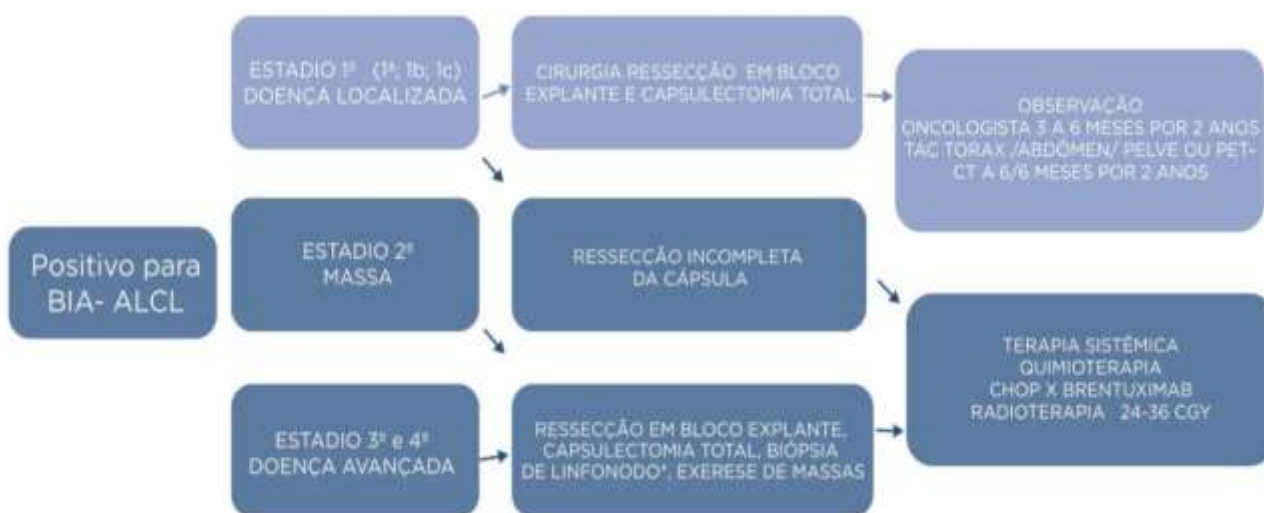 Positivo para
BIA- ALCL
ESTADIO 1º (1ª; 1b; 1c)
DOENÇA LOCALIZADA
CIRURGIA RESSECÇÃO EM BLOCO
EXPLANTE E CAPSULECTOMIA TOTAL
OBSERVAÇÃO
ONCOLOGISTA 3 A 6 MESES POR 2 ANOS
TAC TORAX /ABDÔMEN/ PELVE OU PET-
CT A 6/6 MESES POR 2 ANOS
ESTADIO 2º
MASSA
RESSECÇÃO INCOMPLETA
DA CÁPSULA
ESTADIO 3º e 4º
DOENÇA AVANÇADA
RESSECÇÃO EM BLOCO EXPLANTE,
CAPSULECTOMIA TOTAL, BIÓPSIA
DE LINFONODO*, EXERESE DE MASSAS
TERAPIA SISTÊMICA
QUIMIOTERAPIA
CHOP X BRENTUXIMAB
RADIOTERAPIA 24-36 CGY